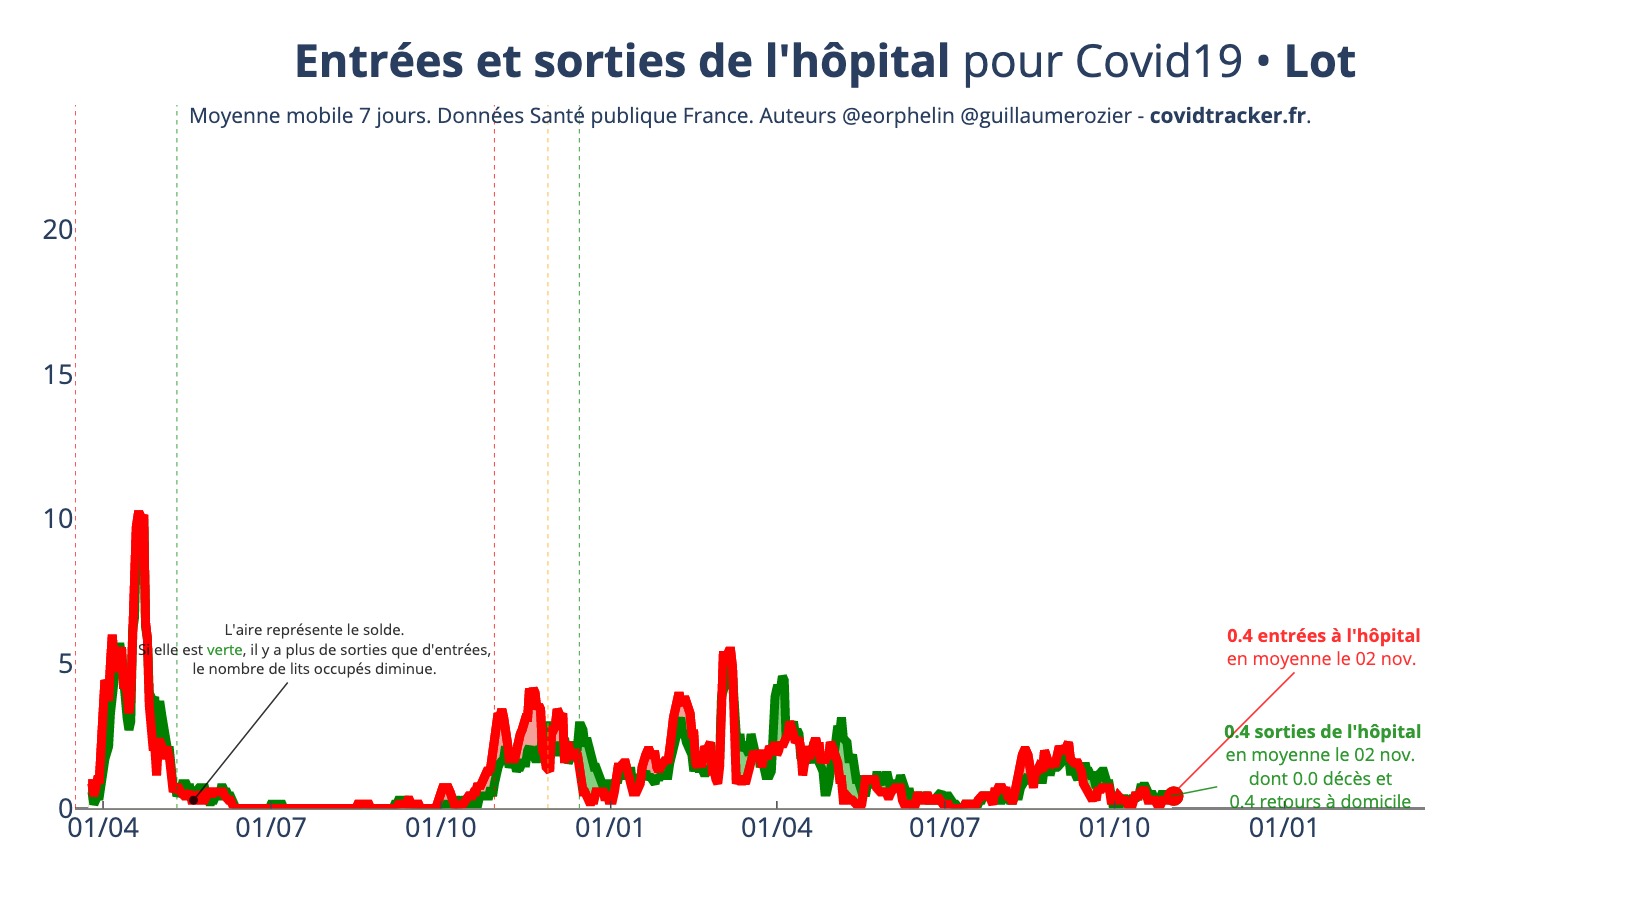 Entrées et sorties de l'hôpital pour Covid19 • Lot
Moyenne mobile 7 jours. Données Santé publique France. Auteurs @eorphelin @guillaumerozier - covidtracker.fr.
20
15
10
5
0
L'aire représente le solde.
Si elle est verte, il y a plus de sorties que d'entrées,
le nombre de lits occupés diminue.
0.4 entrées à l'hôpital
en moyenne le 02 nov.
0.4 sorties de l'hôpital
en moyenne le 02 nov.
dont 0.0 décès et
0.4 retours à domicile
01/04
01/07
01/10
01/01
01/04
01/07
01/10
01/01